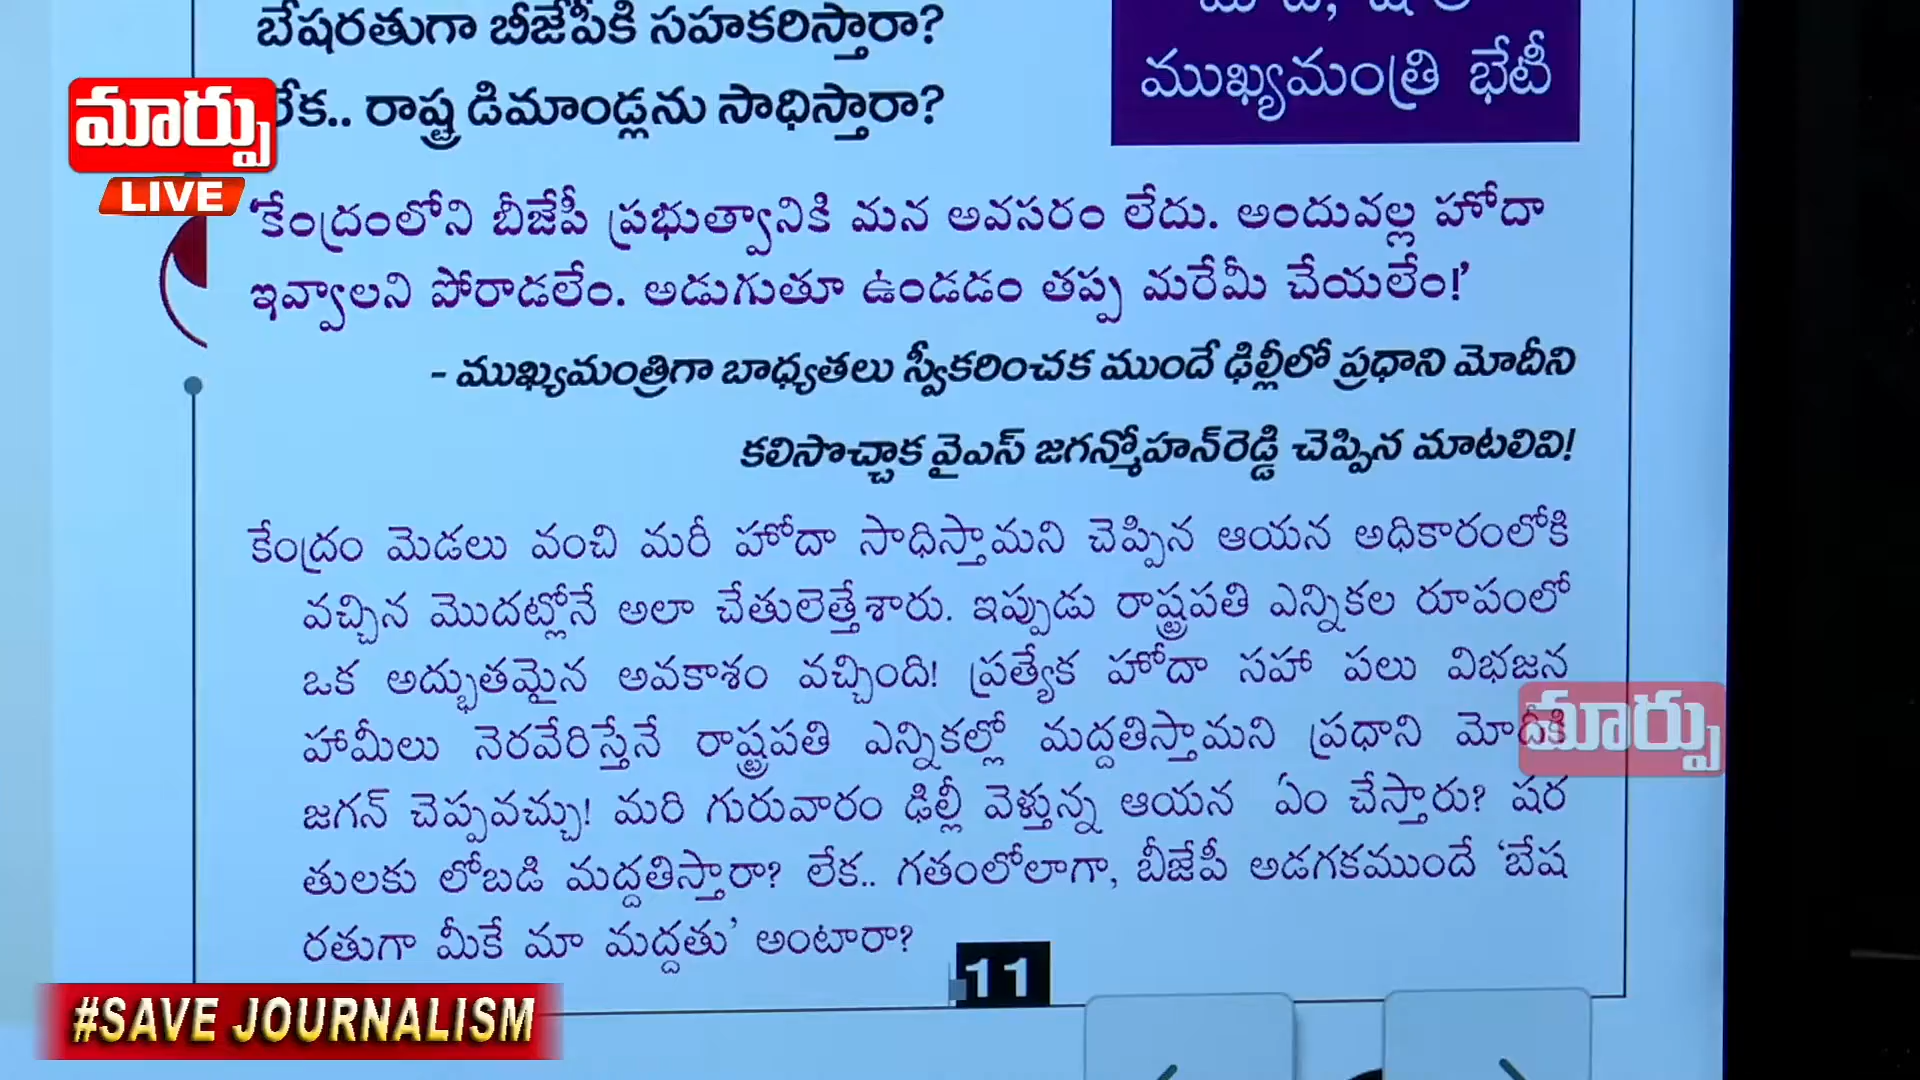 బేషరతుగా బీజేపీకి సహకరిస్తారా?
లేక.. రాష్ట్ర డిమాండ్లను సాధిస్తారా?
ముఖ్యమంత్రి భేటీ
మార్పు
LIVE
‘కేంద్రంలోని బీజేపీ ప్రభుత్వానికి మన అవసరం లేదు. అందువల్ల హోదా
ఇవ్వాలని పోరాడలేం. అడుగుతూ ఉండడం తప్ప మరేమీ చేయలేం!’
- ముఖ్యమంత్రిగా బాధ్యతలు స్వీకరించక ముందే ఢిల్లీలో ప్రధాని మోదీని
కలిసొచ్చాక వైఎస్ జగన్మోహన్‌రెడ్డి చెప్పిన మాటలివి!
కేంద్రం మెడలు వంచి మరీ హోదా సాధిస్తామని చెప్పిన ఆయన అధికారంలోకి
వచ్చిన మొదట్లోనే అలా చేతులెత్తేశారు. ఇప్పుడు రాష్ట్రపతి ఎన్నికల రూపంలో
ఒక అద్భుతమైన అవకాశం వచ్చింది! ప్రత్యేక హోదా సహా పలు విభజన
హామీలు నెరవేరిస్తేనే రాష్ట్రపతి ఎన్నికల్లో మద్దతిస్తామని ప్రధాని మోదీకి
మార్పు
జగన్ చెప్పవచ్చు! మరి గురువారం ఢిల్లీ వెళ్తున్న ఆయన ఏం చేస్తారు? షర
తులకు లోబడి మద్దతిస్తారా? లేక.. గతంలోలాగా, బీజేపీ అడగకముందే ‘బేష
రతుగా మీకే మా మద్దతు’ అంటారా?
11
#SAVE JOURNALISM